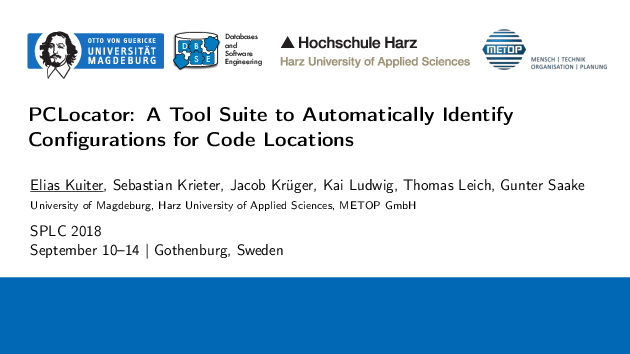 OTTO VON GUERICKE
UNIVERSITÄT
MAGDEBURG
D B
S E
Databases
and
Software
Engineering
Hochschule Harz
Harz University of Applied Sciences
METOP
MENSCH | TECHNIK
ORGANISATION | PLANUNG
PCLocator: A Tool Suite to Automatically Identify
Configurations for Code Locations
Elias Kuiter, Sebastian Krieter, Jacob Krüger, Kai Ludwig, Thomas Leich, Gunter Saake
University of Magdeburg, Harz University of Applied Sciences, METOP GmbH
SPLC 2018
September 10–14 | Gothenburg, Sweden